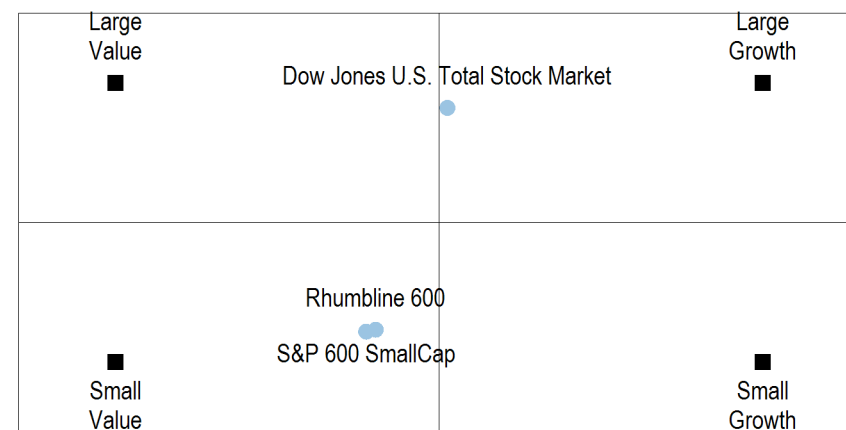 Large
Value
Large
Growth
Dow Jones U.S. Total Stock Market
Rhumbline 600
S&P 600 SmallCap
Small
Value
Small
Growth